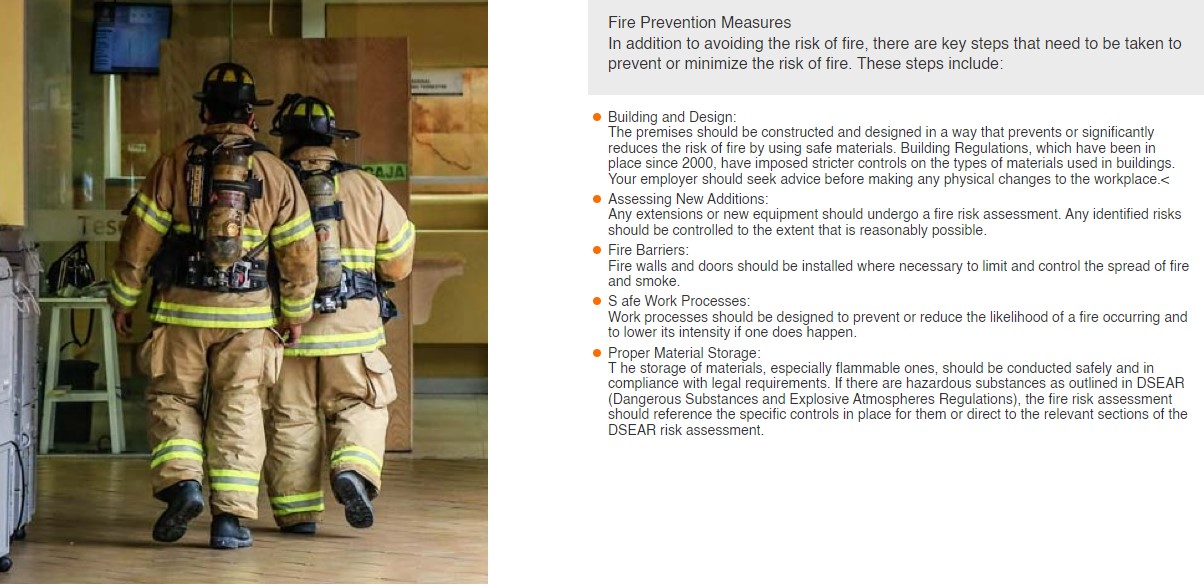 Fire Prevention Measures
In addition to avoiding the risk of fire, there are key steps that need to be taken to
prevent or minimize the risk of fire. These steps include:
Building and Design:
The premises should be constructed and designed in a way that prevents or significantly
reduces the risk of fire by using safe materials. Building Regulations, which have been in
place since 2000, have imposed stricter controls on the types of materials used in buildings.
Your employer should seek advice before making any physical changes to the workplace.<
Assessing New Additions:
Any extensions or new equipment should undergo a fire risk assessment. Any identified risks
should be controlled to the extent that is reasonably possible.
Fire Barriers:
Fire walls and doors should be installed where necessary to limit and control the spread of fire
and smoke.
S afe Work Processes:
Work processes should be designed to prevent or reduce the likelihood of a fire occurring and
to lower its intensity if one does happen.
Proper Material Storage:
T he storage of materials, especially flammable ones, should be conducted safely and in
compliance with legal requirements. If there are hazardous substances as outlined in DSEAR
(Dangerous Substances and Explosive Atmospheres Regulations), the fire risk assessment
should reference the specific controls in place for them or direct to the relevant sections of the
DSEAR risk assessment.
CAJA